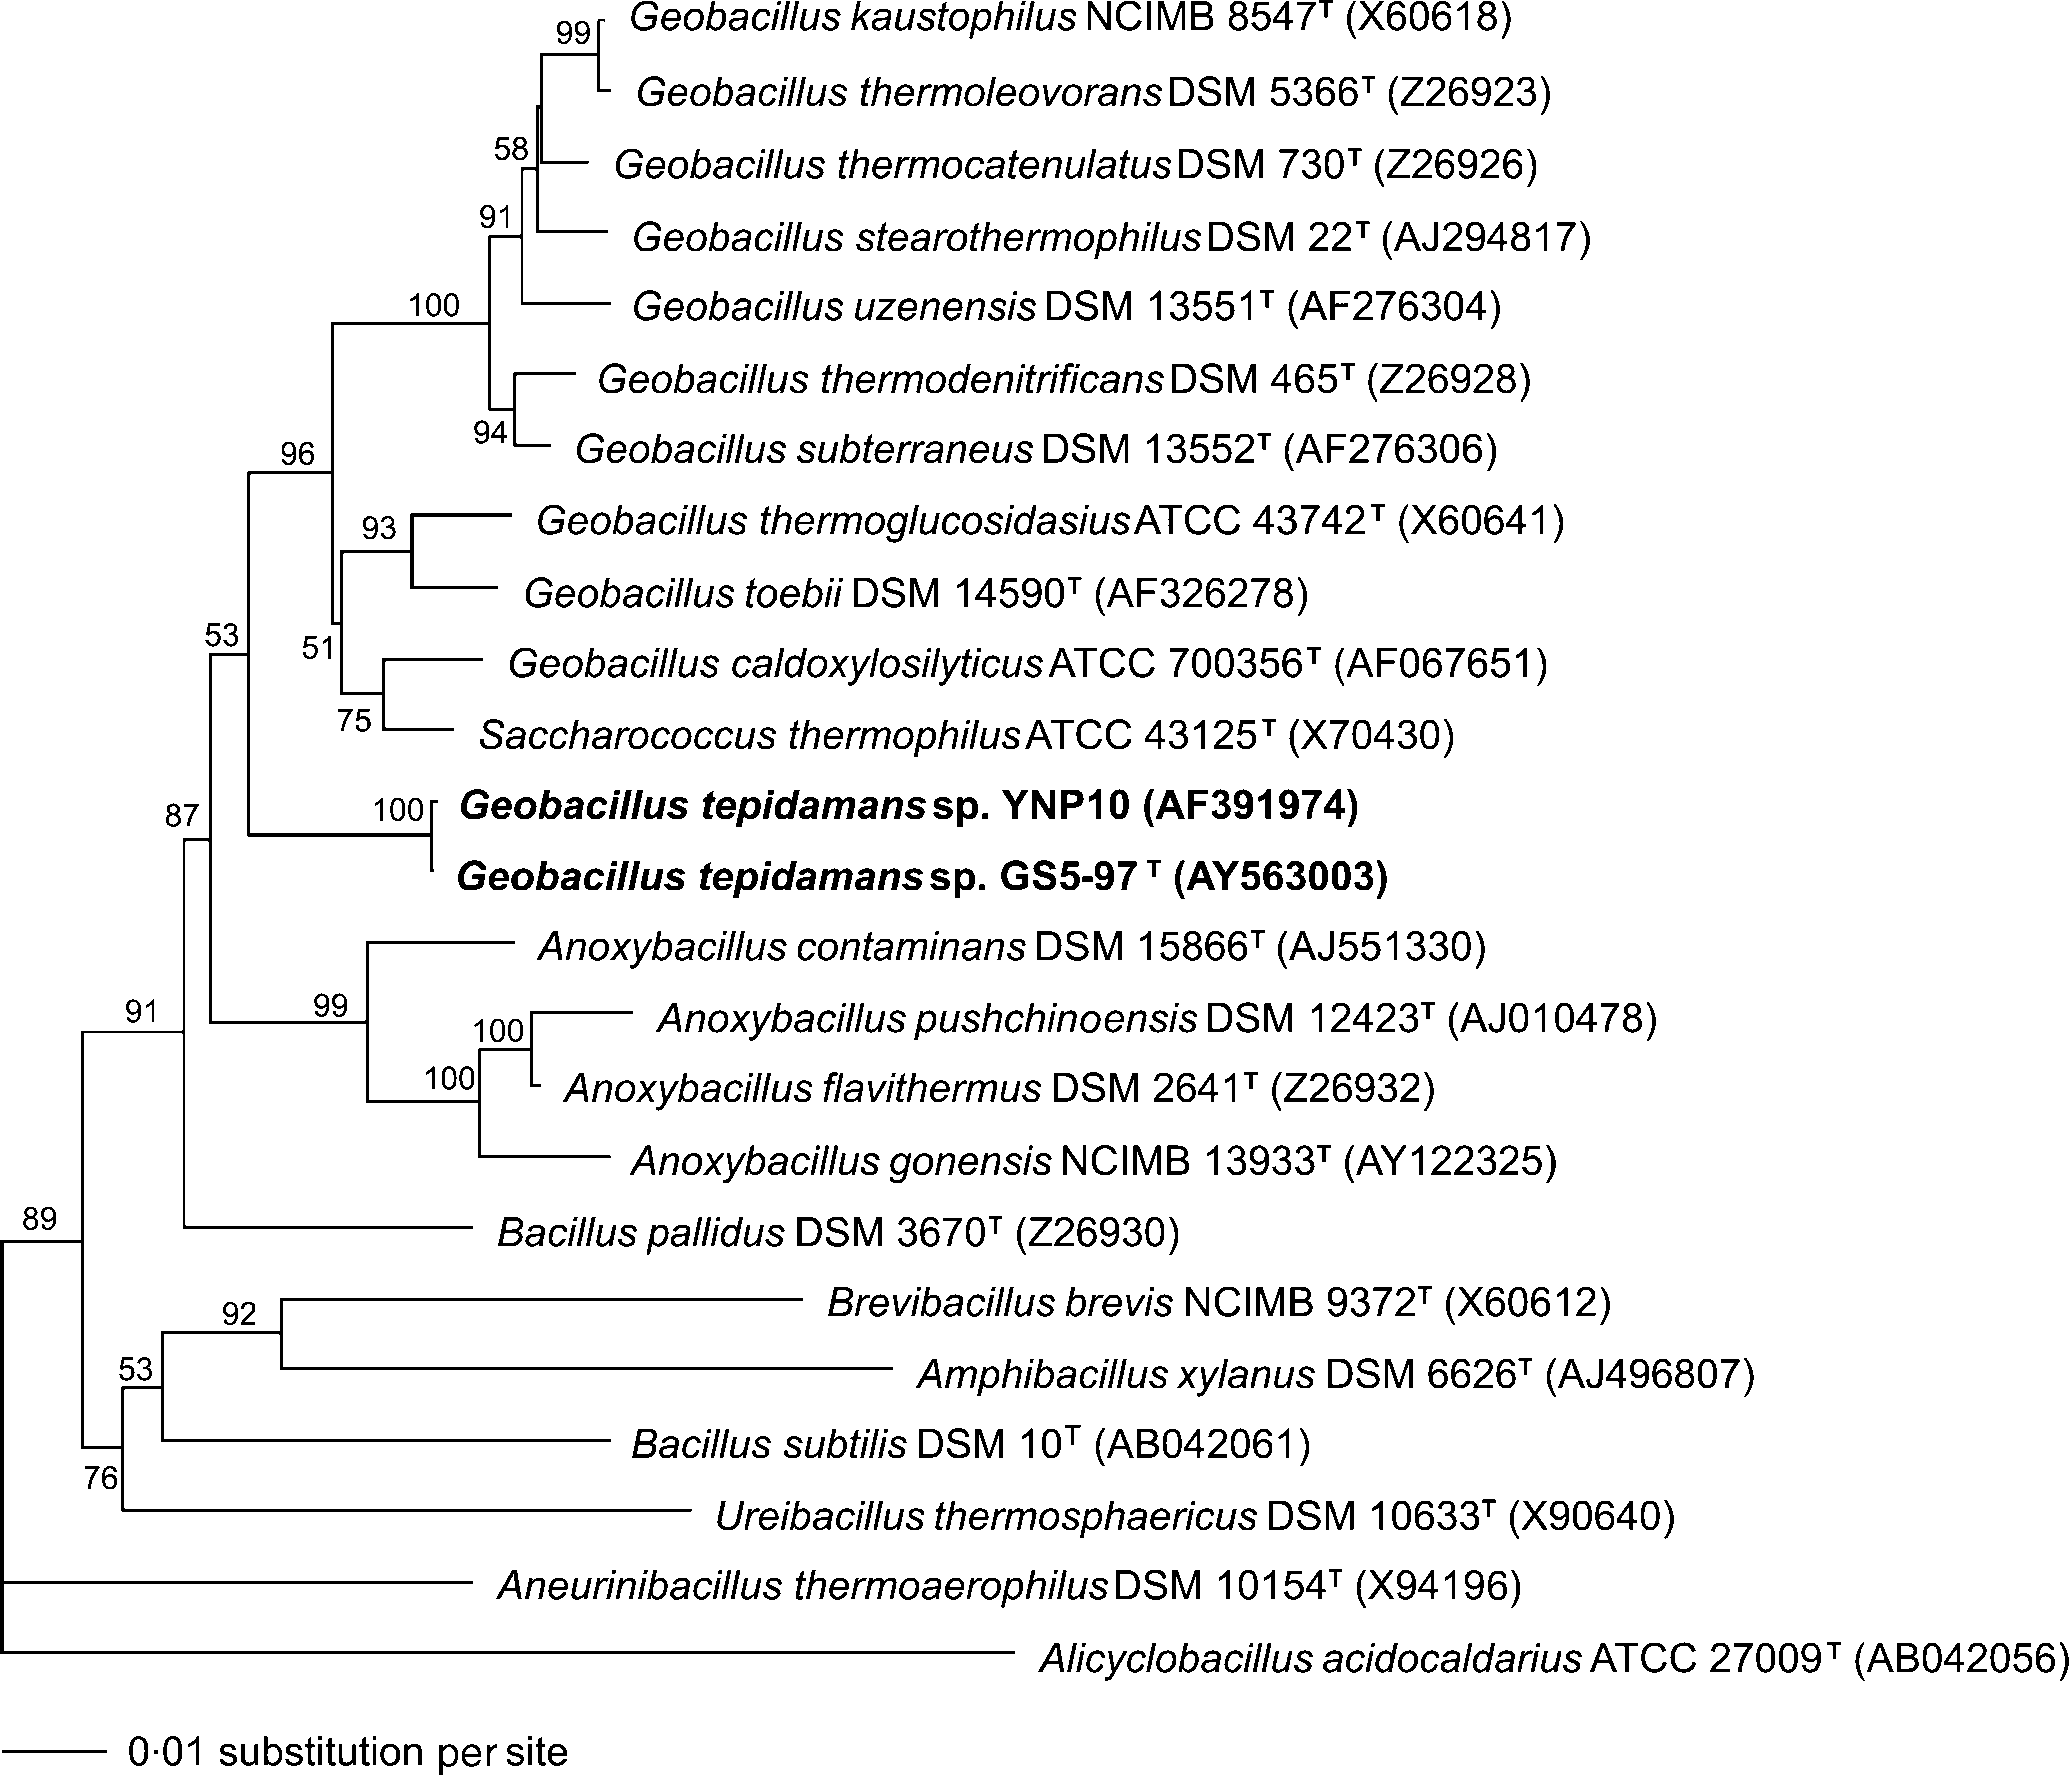 99 Geobacillus kaustophilus NCIMB 8547ᵀ (X60618)
Geobacillus thermoleovorans DSM 5366ᵀ (Z26923)
58 Geobacillus thermocatenulatus DSM 730ᵀ (Z26926)
91 Geobacillus stearothermophilus DSM 22ᵀ (AJ294817)
100 Geobacillus uzenensis DSM 13551ᵀ (AF276304)
Geobacillus thermodenitrificans DSM 465ᵀ (Z26928)
96 94 Geobacillus subterraneus DSM 13552ᵀ (AF276306)
93 Geobacillus thermoglucosidasius ATCC 43742ᵀ (X60641)
Geobacillus toebii DSM 14590ᵀ (AF326278)
53 51 Geobacillus caldoxylosilyticus ATCC 700356ᵀ (AF067651)
75 Saccharococcus thermophilus ATCC 43125ᵀ (X70430)
87 100 Geobacillus tepidamans sp. YNP10 (AF391974)
Geobacillus tepidamans sp. GS5-97 ᵀ (AY563003)
Anoxybacillus contaminans DSM 15866ᵀ (AJ551330)
91 99 100 Anoxybacillus pushchinoensis DSM 12423ᵀ (AJ010478)
100 Anoxybacillus flavithermus DSM 2641ᵀ (Z26932)
Anoxybacillus gonensis NCIMB 13933ᵀ (AY122325)
89 Bacillus pallidus DSM 3670ᵀ (Z26930)
92 Brevibacillus brevis NCIMB 9372ᵀ (X60612)
53 Amphibacillus xylanus DSM 6626ᵀ (AJ496807)
Bacillus subtilis DSM 10ᵀ (AB042061)
76 Ureibacillus thermosphaericus DSM 10633ᵀ (X90640)
Aneurinibacillus thermoaerophilus DSM 10154ᵀ (X94196)
Alicyclobacillus acidocaldarius ATCC 27009ᵀ (AB042056)
0·01 substitution per site